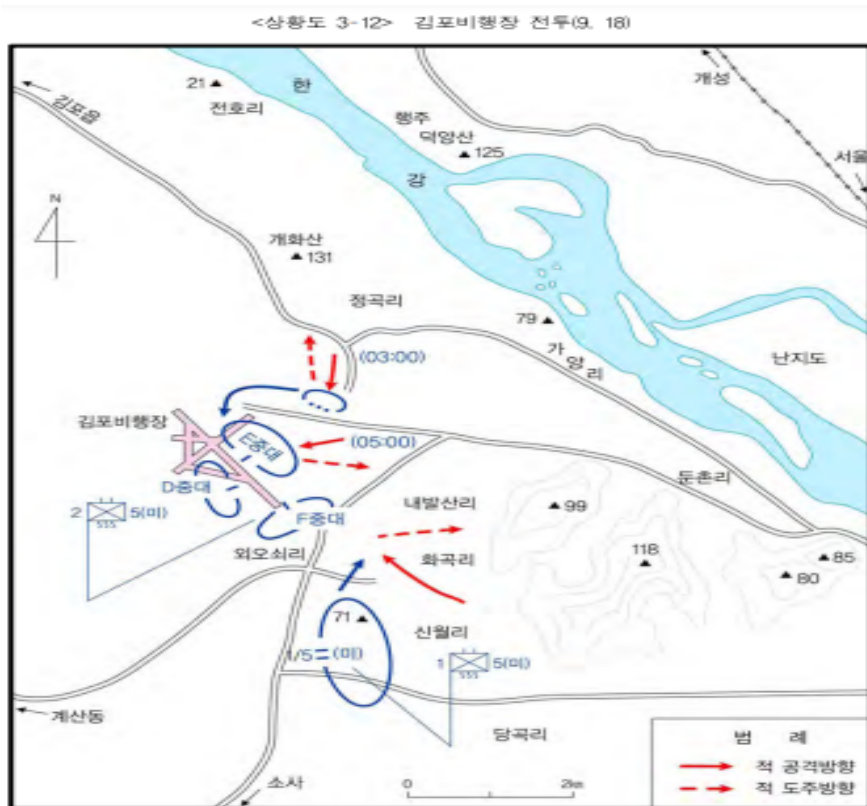 <상황도 3-12> 김포비행장 전투(9. 18)
개성
21
한
김포읍
전호리
행주
덕양산
125
서울
강
N
개화산
131
정곡리
79
가양리
난지도
(03:00)
김포비행장
E중대
(05:00)
D중대
둔촌리
내발산리
99
2 5(미)
F중대
외오쇠리
화곡리
118
85
80
71
신월리
1/5 (미)
1 5(미)
계산동
당곡리
범 례
적 공격방향
소사
0
2㎞
적 도주방향